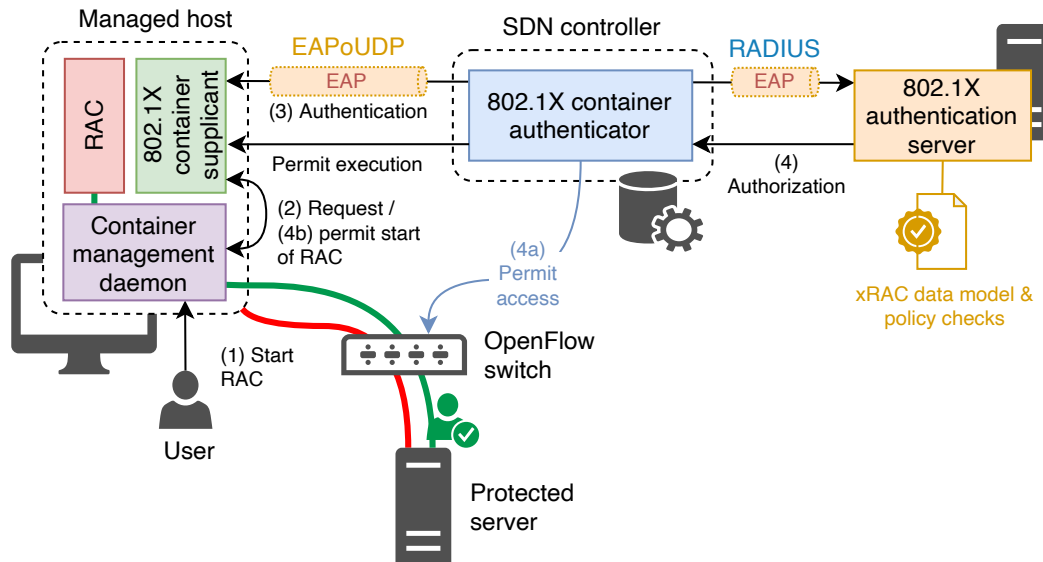 Managed host
SDN controller
EAPoUDP
RADIUS
EAP
EAP
RAC
802.1X
container
supplicant
(3) Authentication
802.1X container
authenticator
802.1X
authentication
server
Permit execution
(4)
Authorization
Container
management
daemon
(2) Request /
(4b) permit start
of RAC
(4a)
Permit
access
xRAC data model &
policy checks
(1) Start
RAC
OpenFlow
switch
User
Protected
server